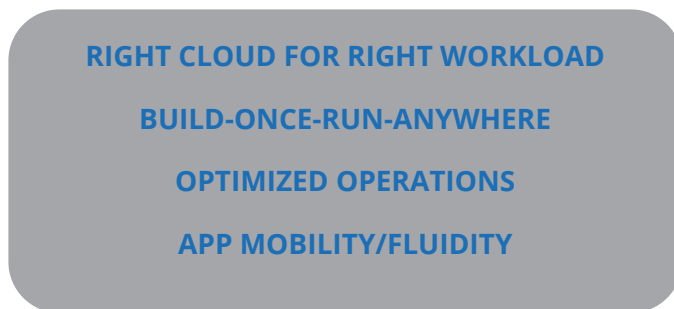 RIGHT CLOUD FOR RIGHT WORKLOAD
BUILD-ONCE-RUN-ANYWHERE
OPTIMIZED OPERATIONS
APP MOBILITY/FLUIDITY